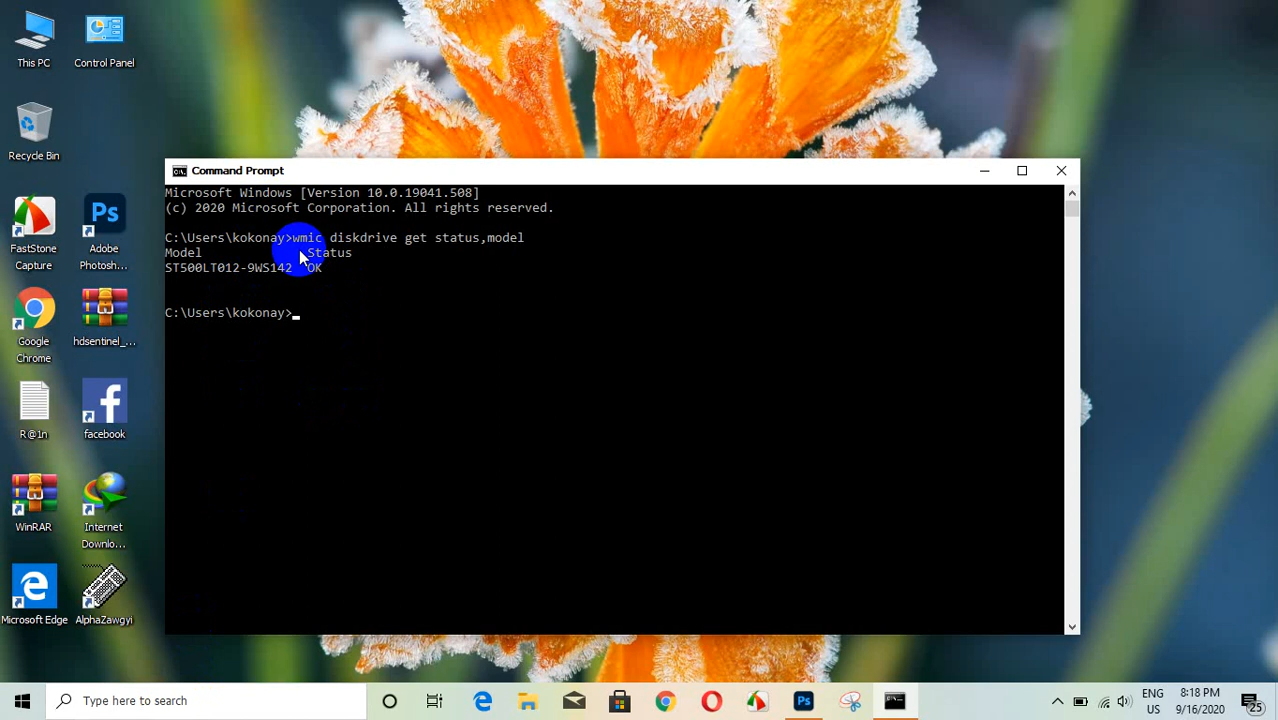 This PC
Control Panel
Recycle Bin
FastStone
Capture
Ps
Adobe
Photosh...
Google
Chrome
hdsentinel_...
R@1n
facebook
WinRAR
Internet
Downlo...
Microsoft Edge
AlphaZawgyi
C:\.
Command Prompt
Microsoft Windows [Version 10.0.19041.508]
(c) 2020 Microsoft Corporation. All rights reserved.
C:\Users\kokonay>wmic diskdrive get status,model
Model Status
ST500LT012-9WS142 OK
C:\Users\kokonay>
Type here to search
Ps
ENG
US
8:18 PM
9/16/2020
25